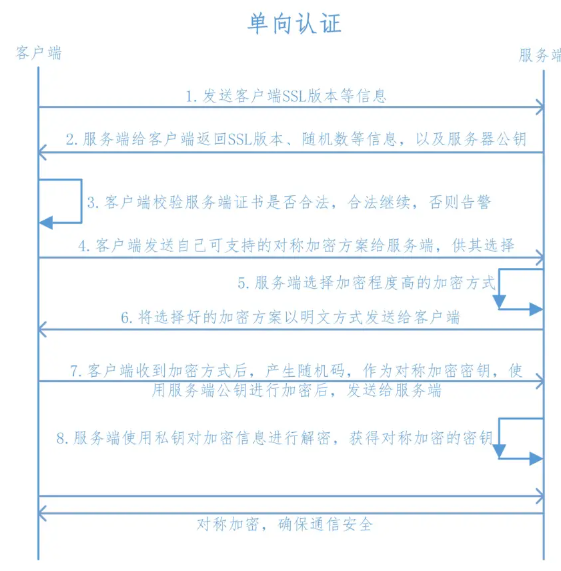 单向认证
客户端
服务端
1.发送客户端SSL版本等信息
2.服务端给客户端返回SSL版本、随机数等信息，以及服务器公钥
3.客户端校验服务端证书是否合法，合法继续，否则告警
4.客户端发送自己可支持的对称加密方案给服务端，供其选择
5.服务端选择加密程度高的加密方式
6.将选择好的加密方案以明文方式发送给客户端
7.客户端收到加密方式后，产生随机码，作为对称加密密钥，使
用服务端公钥进行加密后，发送给服务端
8.服务端使用私钥对加密信息进行解密，获得对称加密的密钥
对称加密，确保通信安全